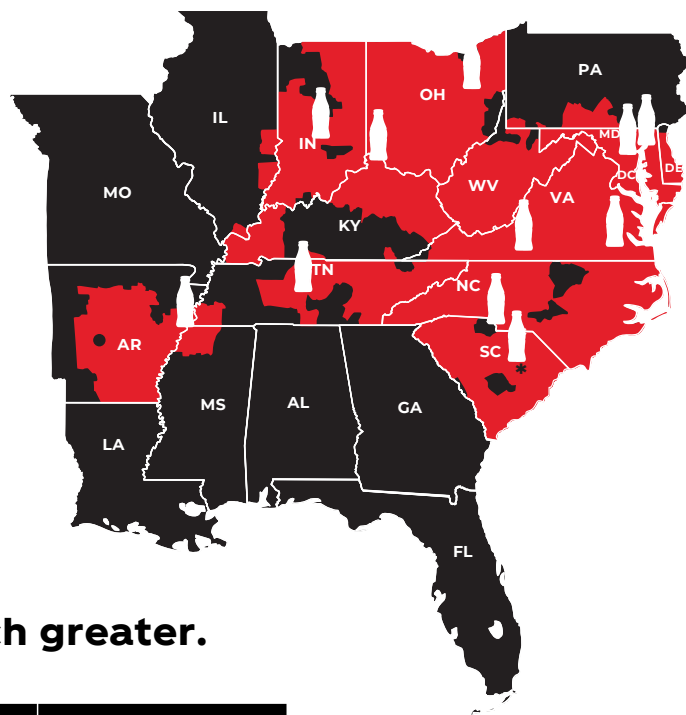 PA
OH
IL
MD
IN
DC
DE
WV
MO
VA
KY
TN
NC
AR
SC
*
MS
AL
GA
LA
FL
h greater.